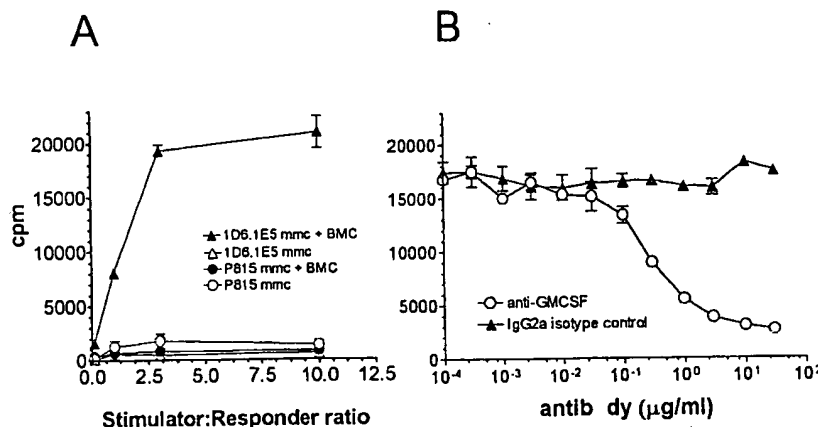 A
B
20000
15000
10000
5000
0
cpm
1D6.1E5 mmc + BMC
1D6.1E5 mmc
P815 mmc + BMC
P815 mmc
0.0 2.5 5.0 7.5 10.0 12.5
Stimulator:Responder ratio
20000
15000
10000
5000
0
anti-GMCSF
IgG2a isotype control
10-4 10-3 10-2 10-1 100 101 102
antib dy (μg/ml)